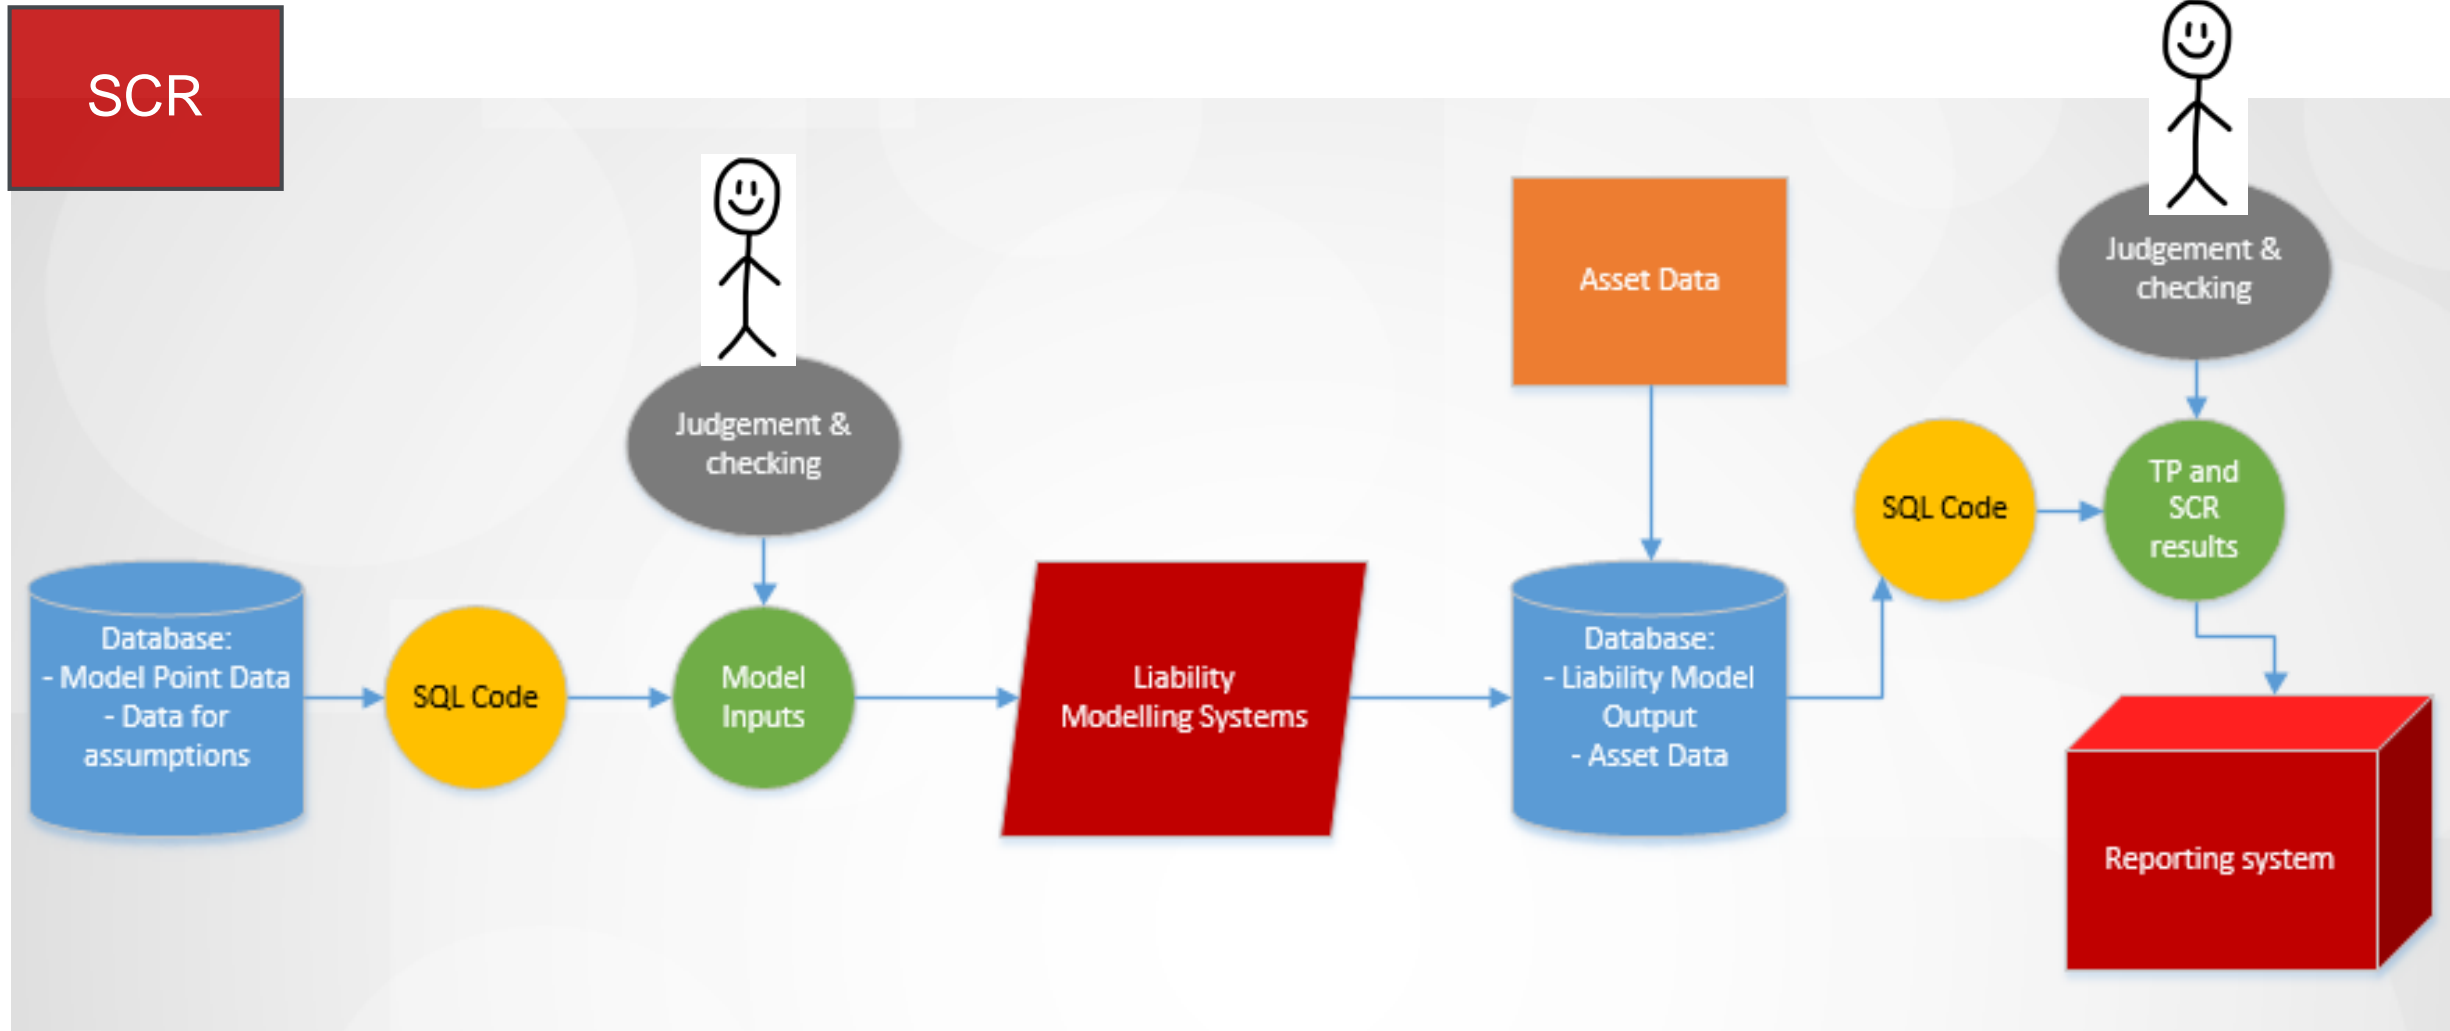 SCR
Judgement &
checking
Asset Data
Judgement &
checking
Database:
- Model Point Data
- Data for
assumptions
SQL Code
Model
Inputs
Liability
Modelling Systems
Database:
- Liability Model
Output
- Asset Data
SQL Code
TP and
SCR
results
Reporting system